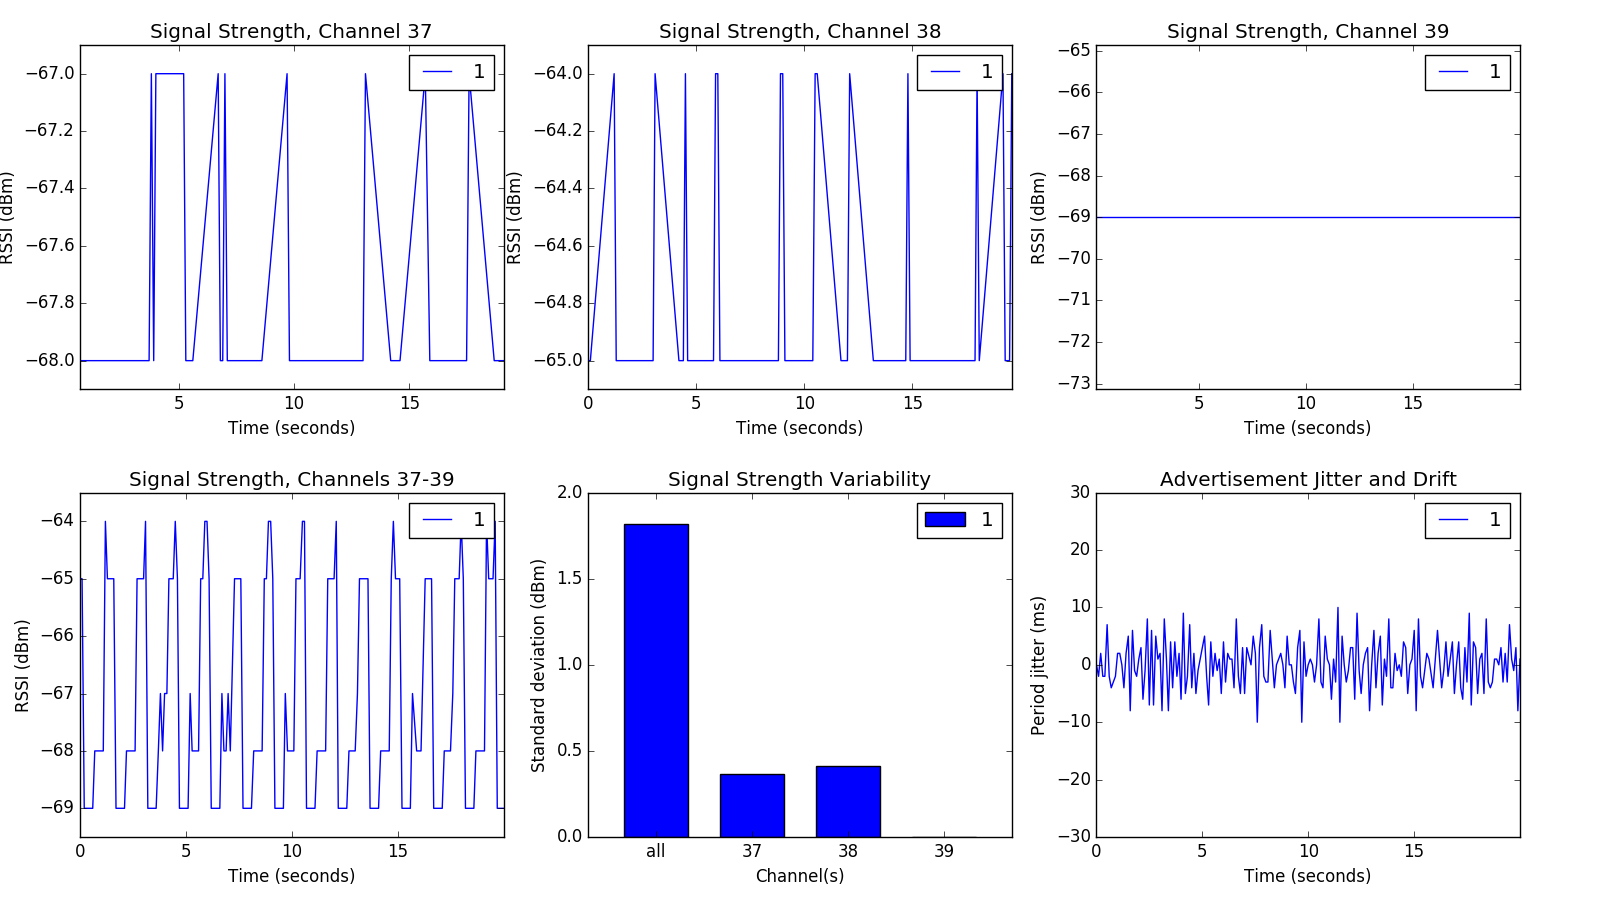 Signal Strength, Channel 37
1
−67.0
−67.2
−67.4
−67.6
−67.8
−68.0
RSSI (dBm)
5 10 15
Time (seconds)
Signal Strength, Channel 38
1
−64.0
−64.2
−64.4
−64.6
−64.8
−65.0
RSSI (dBm)
0 5 10 15
Time (seconds)
Signal Strength, Channel 39
1
−65
−66
−67
−68
−69
−70
−71
−72
−73
RSSI (dBm)
5 10 15
Time (seconds)
Signal Strength, Channels 37-39
1
−64
−65
−66
−67
−68
−69
RSSI (dBm)
0 5 10 15
Time (seconds)
Signal Strength Variability
1
2.0
1.5
1.0
0.5
0.0
Standard deviation (dBm)
all 37 38 39
Channel(s)
Advertisement Jitter and Drift
1
30
20
10
0
−10
−20
−30
Period jitter (ms)
0 5 10 15
Time (seconds)